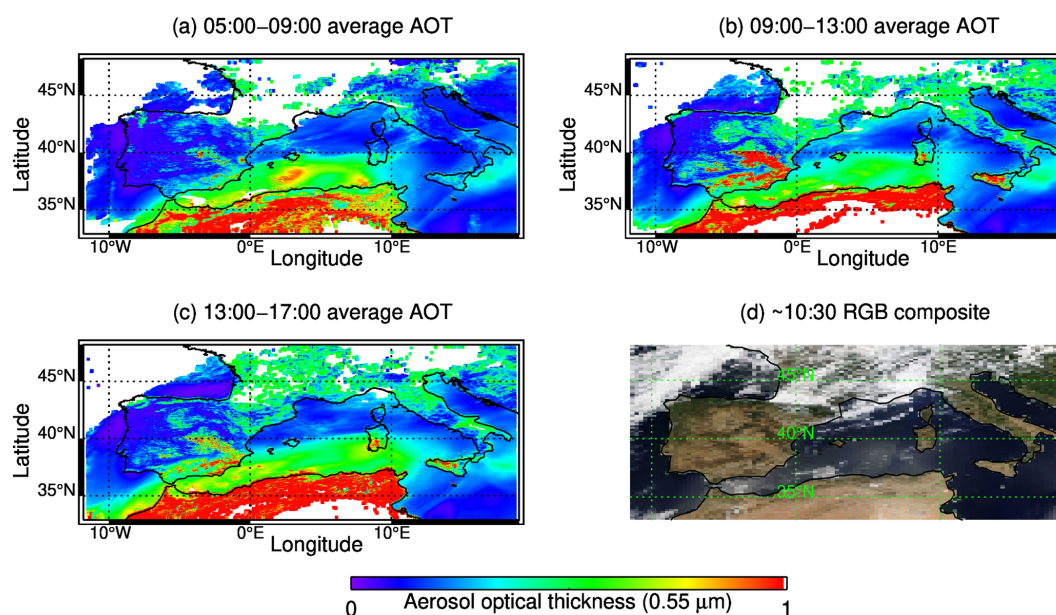 (a) 05:00–09:00 average AOT
(b) 09:00–13:00 average AOT
45°N
40°N
35°N
Latitude
10°W 0°E 10°E
Longitude
45°N
40°N
35°N
Latitude
10°W 0°E 10°E
Longitude
(c) 13:00–17:00 average AOT
(d) ~10:30 RGB composite
45°N
40°N
35°N
Latitude
10°W 0°E 10°E
Longitude
45°N
40°N
35°N
0 Aerosol optical thickness (0.55 μm) 1